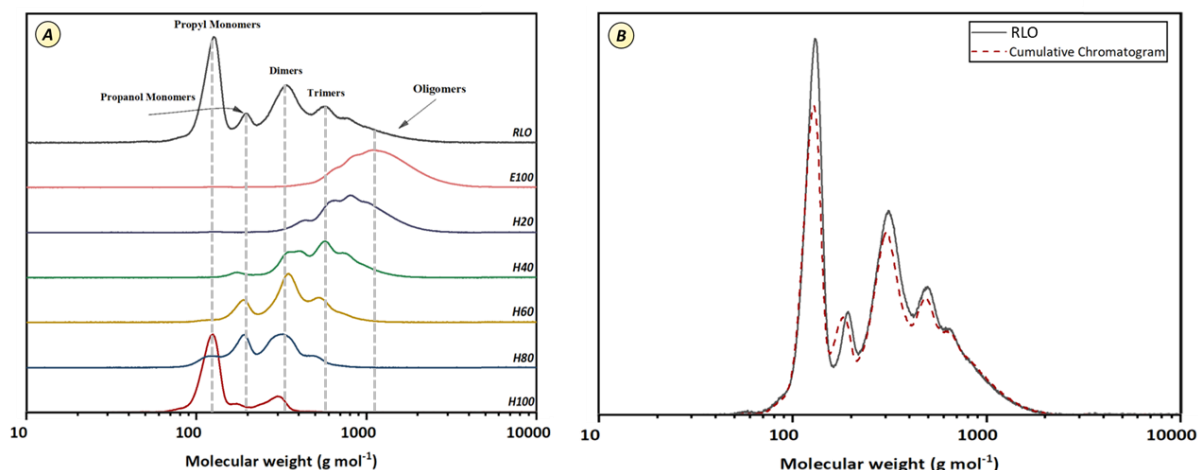 A
Propyl Monomers
Propanol Monomers
Dimers
Trimers
Oligomers
RLO
E100
H20
H40
H60
H80
H100
10
100
1000
10000
Molecular weight (g mol⁻¹)
B
RLO
Cumulative Chromatogram
10
100
1000
10000
Molecular weight (g mol⁻¹)